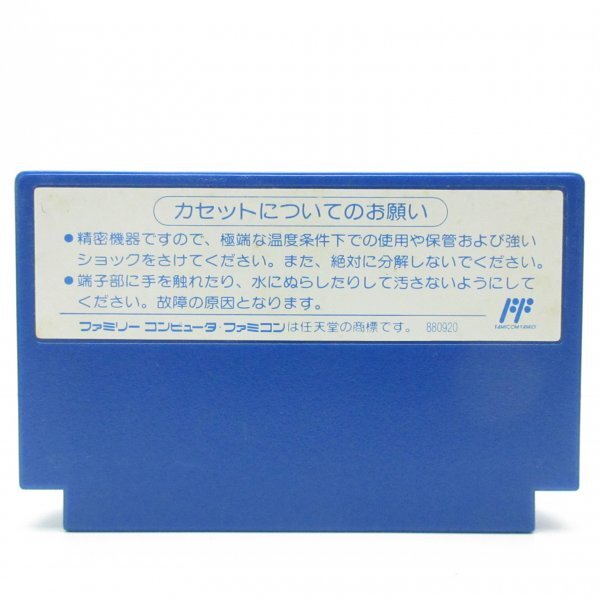 カセットについてのお願い
●精密機器ですので、極端な温度条件下での使用や保管および強い
ショックをさけてください。また、絶対に分解しないでください。
●端子部に手を触れたり、水にぬらしたりして汚さないようにして
ください。故障の原因となります。
ファミリーコンピュータ・ファミコンは任天堂の商標です。 880920
FF
FAMICOM FAMILY